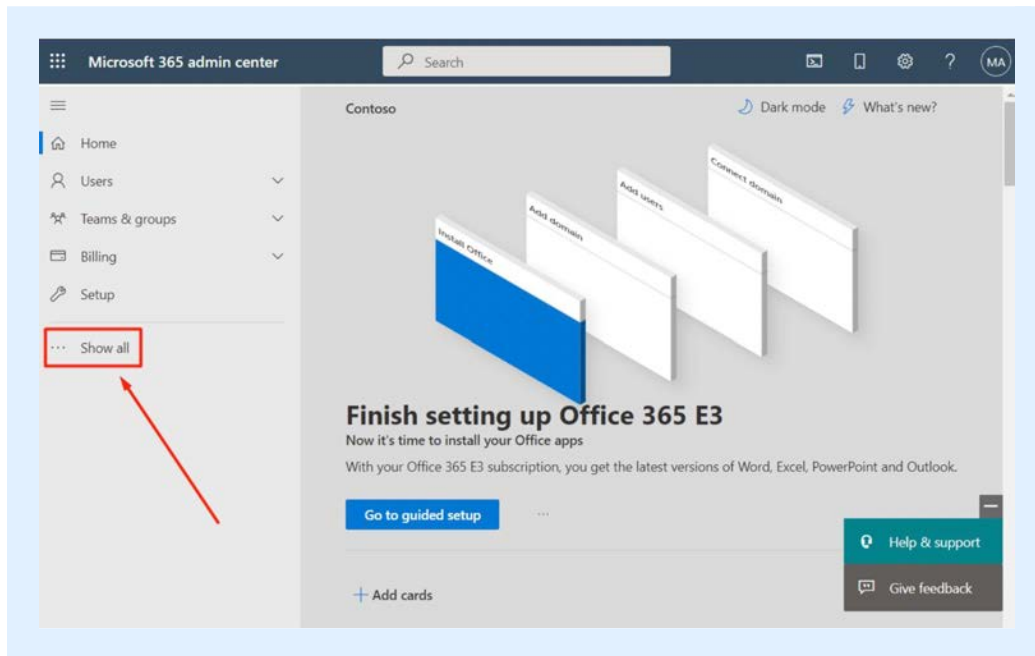 Microsoft 365 admin center
Search
?
MA
Contoso
Dark mode
What's new?
Home
Users
Teams & groups
Billing
Setup
... Show all
Install Office
Add domain
Add users
Connect domain
Finish setting up Office 365 E3
Now it's time to install your Office apps
With your Office 365 E3 subscription, you get the latest versions of Word, Excel, PowerPoint and Outlook.
Go to guided setup
...
Help & support
Give feedback
+ Add cards